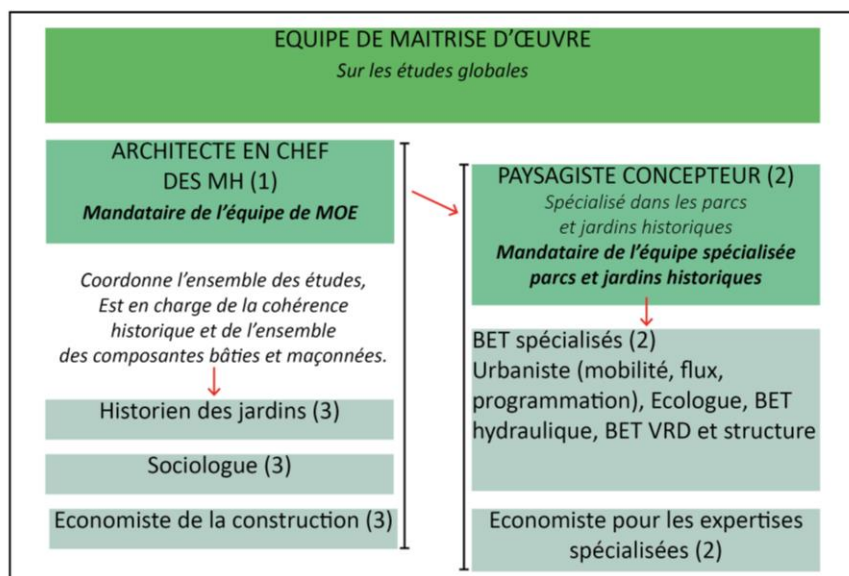 EQUIPE DE MAITRISE D'ŒUVRE
Sur les études globales
ARCHITECTE EN CHEF
DES MH (1)
Mandataire de l'équipe de MOE
Coordonne l'ensemble des études,
Est en charge de la cohérence
historique et de l'ensemble
des composantes bâties et maçonnées.
Historien des jardins (3)
Sociologue (3)
Economiste de la construction (3)
PAYSAGISTE CONCEPTEUR (2)
Spécialisé dans les parcs
et jardins historiques
Mandataire de l'équipe spécialisée
parcs et jardins historiques
BET spécialisés (2)
Urbaniste (mobilité, flux,
programmation), Ecologue, BET
hydraulique, BET VRD et structure
Economiste pour les expertises
spécialisées (2)